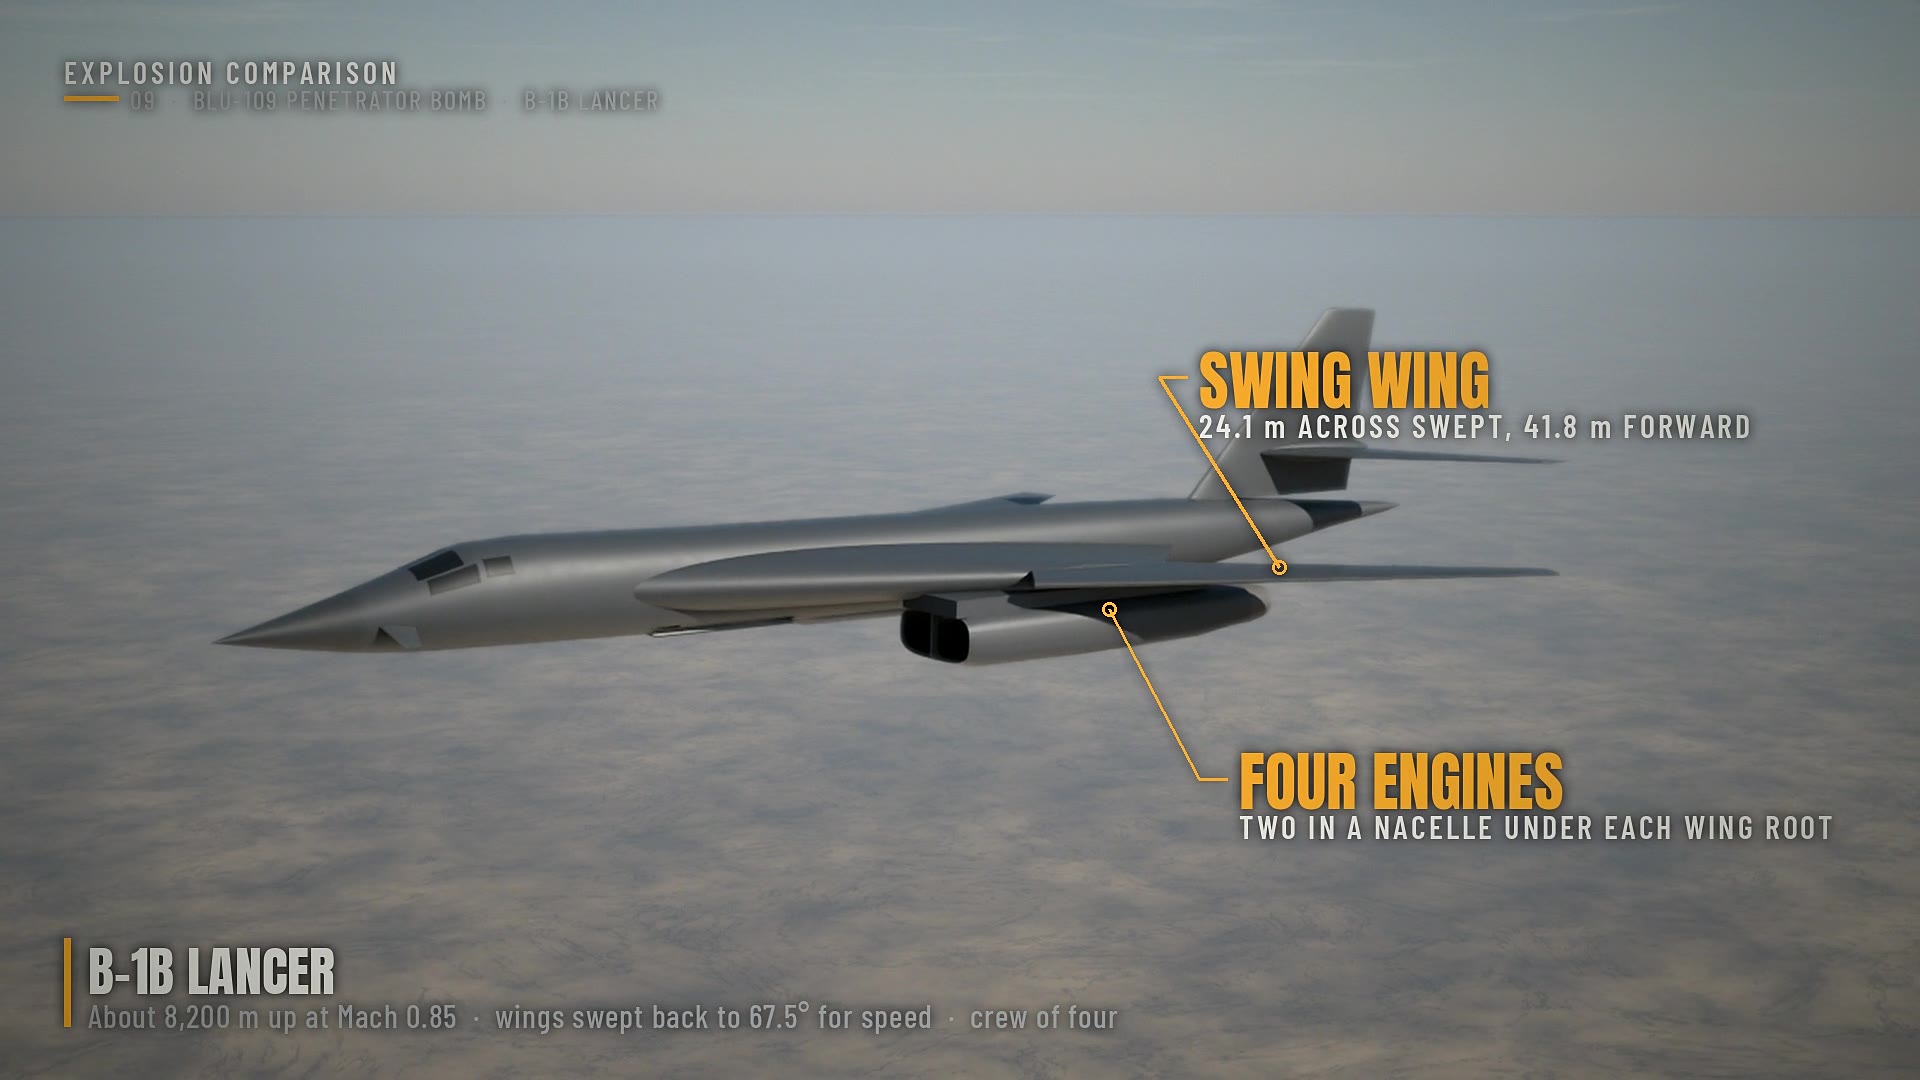 EXPLOSION COMPARISON
09 · BLU-109 PENETRATOR BOMB · B-1B LANCER
SWING WING
24.1 m ACROSS SWEPT, 41.8 m FORWARD
FOUR ENGINES
TWO IN A NACELLE UNDER EACH WING ROOT
B-1B LANCER
About 8,200 m up at Mach 0.85 · wings swept back to 67.5° for speed · crew of four